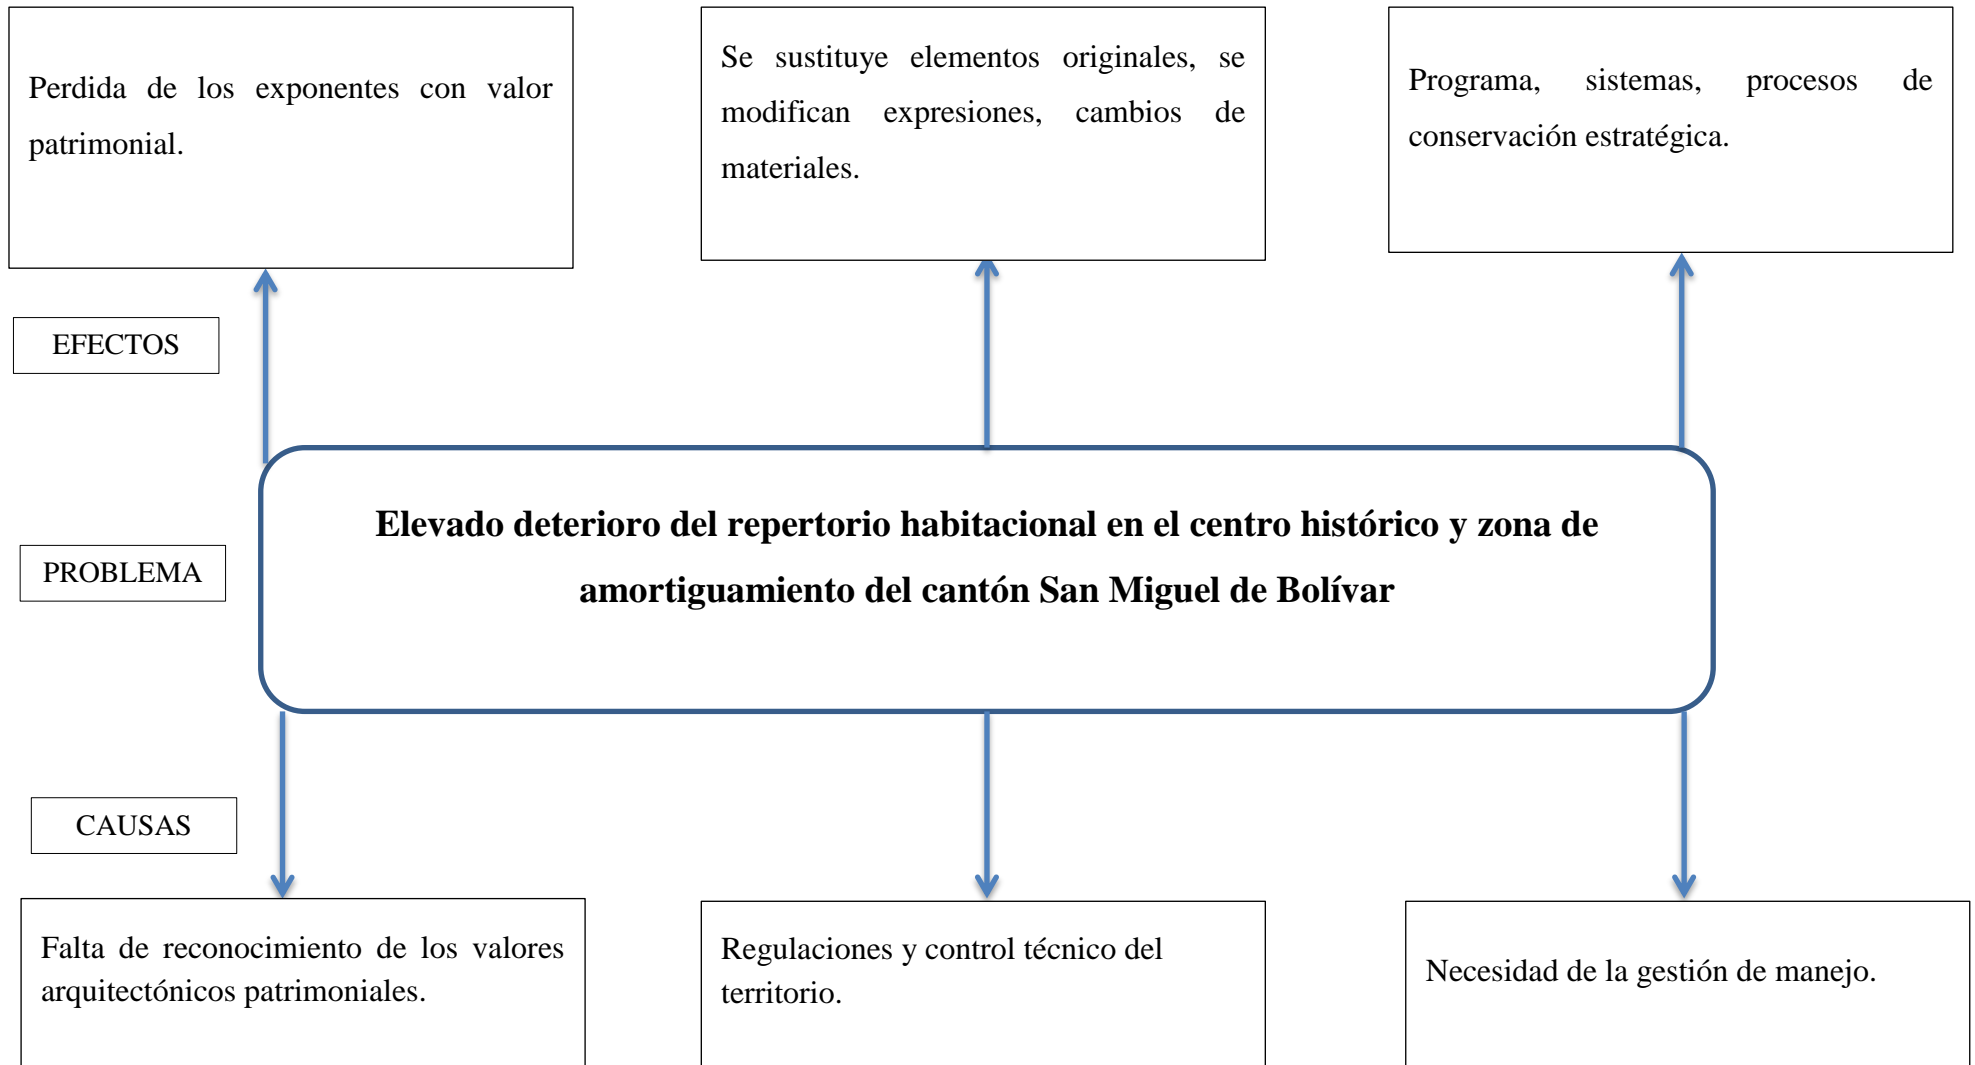 Perdida de los exponentes con valor
patrimonial.
Se sustituye elementos originales, se
modifican expresiones, cambios de
materiales.
Programa, sistemas, procesos de
conservación estratégica.
EFECTOS
PROBLEMA
Elevado deterioro del repertorio habitacional en el centro histórico y zona de
amortiguamiento del cantón San Miguel de Bolívar
CAUSAS
Falta de reconocimiento de los valores
arquitectónicos patrimoniales.
Regulaciones y control técnico del
territorio.
Necesidad de la gestión de manejo.